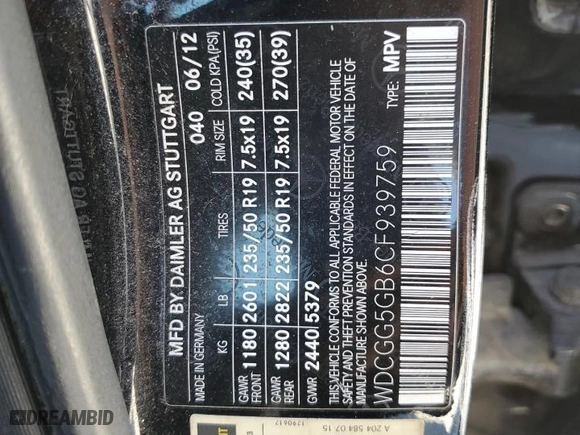 MFD BY DAIMLER AG STUTTGART
MADE IN GERMANY 040 06/12
KG LB TIRES RIM SIZE COLD KPA(PSI)
GAWR FRONT 1180 2601 235/50 R19 7.5x19 240(35)
GAWR REAR 1280 2822 235/50 R19 7.5x19 270(39)
GVWR 2440 5379
THIS VEHICLE CONFORMS TO ALL APPLICABLE FEDERAL MOTOR VEHICLE
SAFETY AND THEFT PREVENTION STANDARDS IN EFFECT ON THE DATE OF
MANUFACTURE SHOWN ABOVE.
WDCGG5GB6CF939759 TYPE: MPV
A 204 584 07 15
1290617
DREAMBID